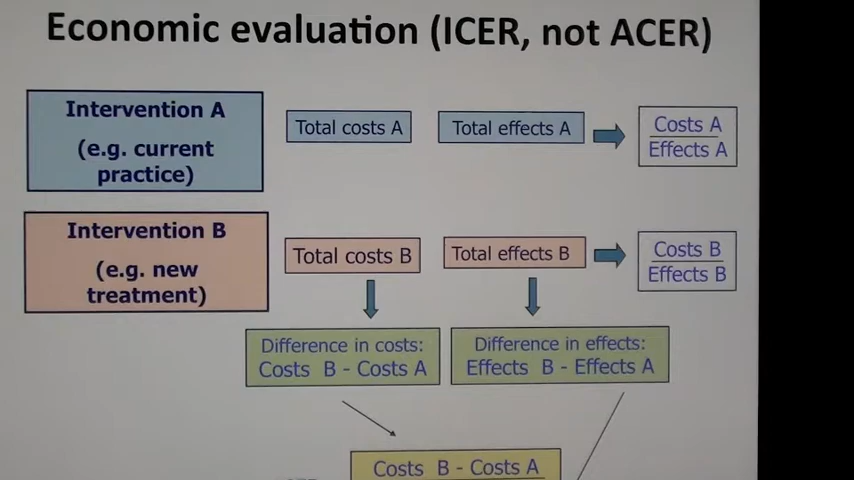 Economic evaluation (ICER, not ACER)
Intervention A
(e.g. current
practice)
Total costs A
Total effects A
Costs A
Effects A
Intervention B
(e.g. new
treatment)
Total costs B
Total effects B
Costs B
Effects B
Difference in costs:
Costs B - Costs A
Difference in effects:
Effects B - Effects A
Costs B - Costs A